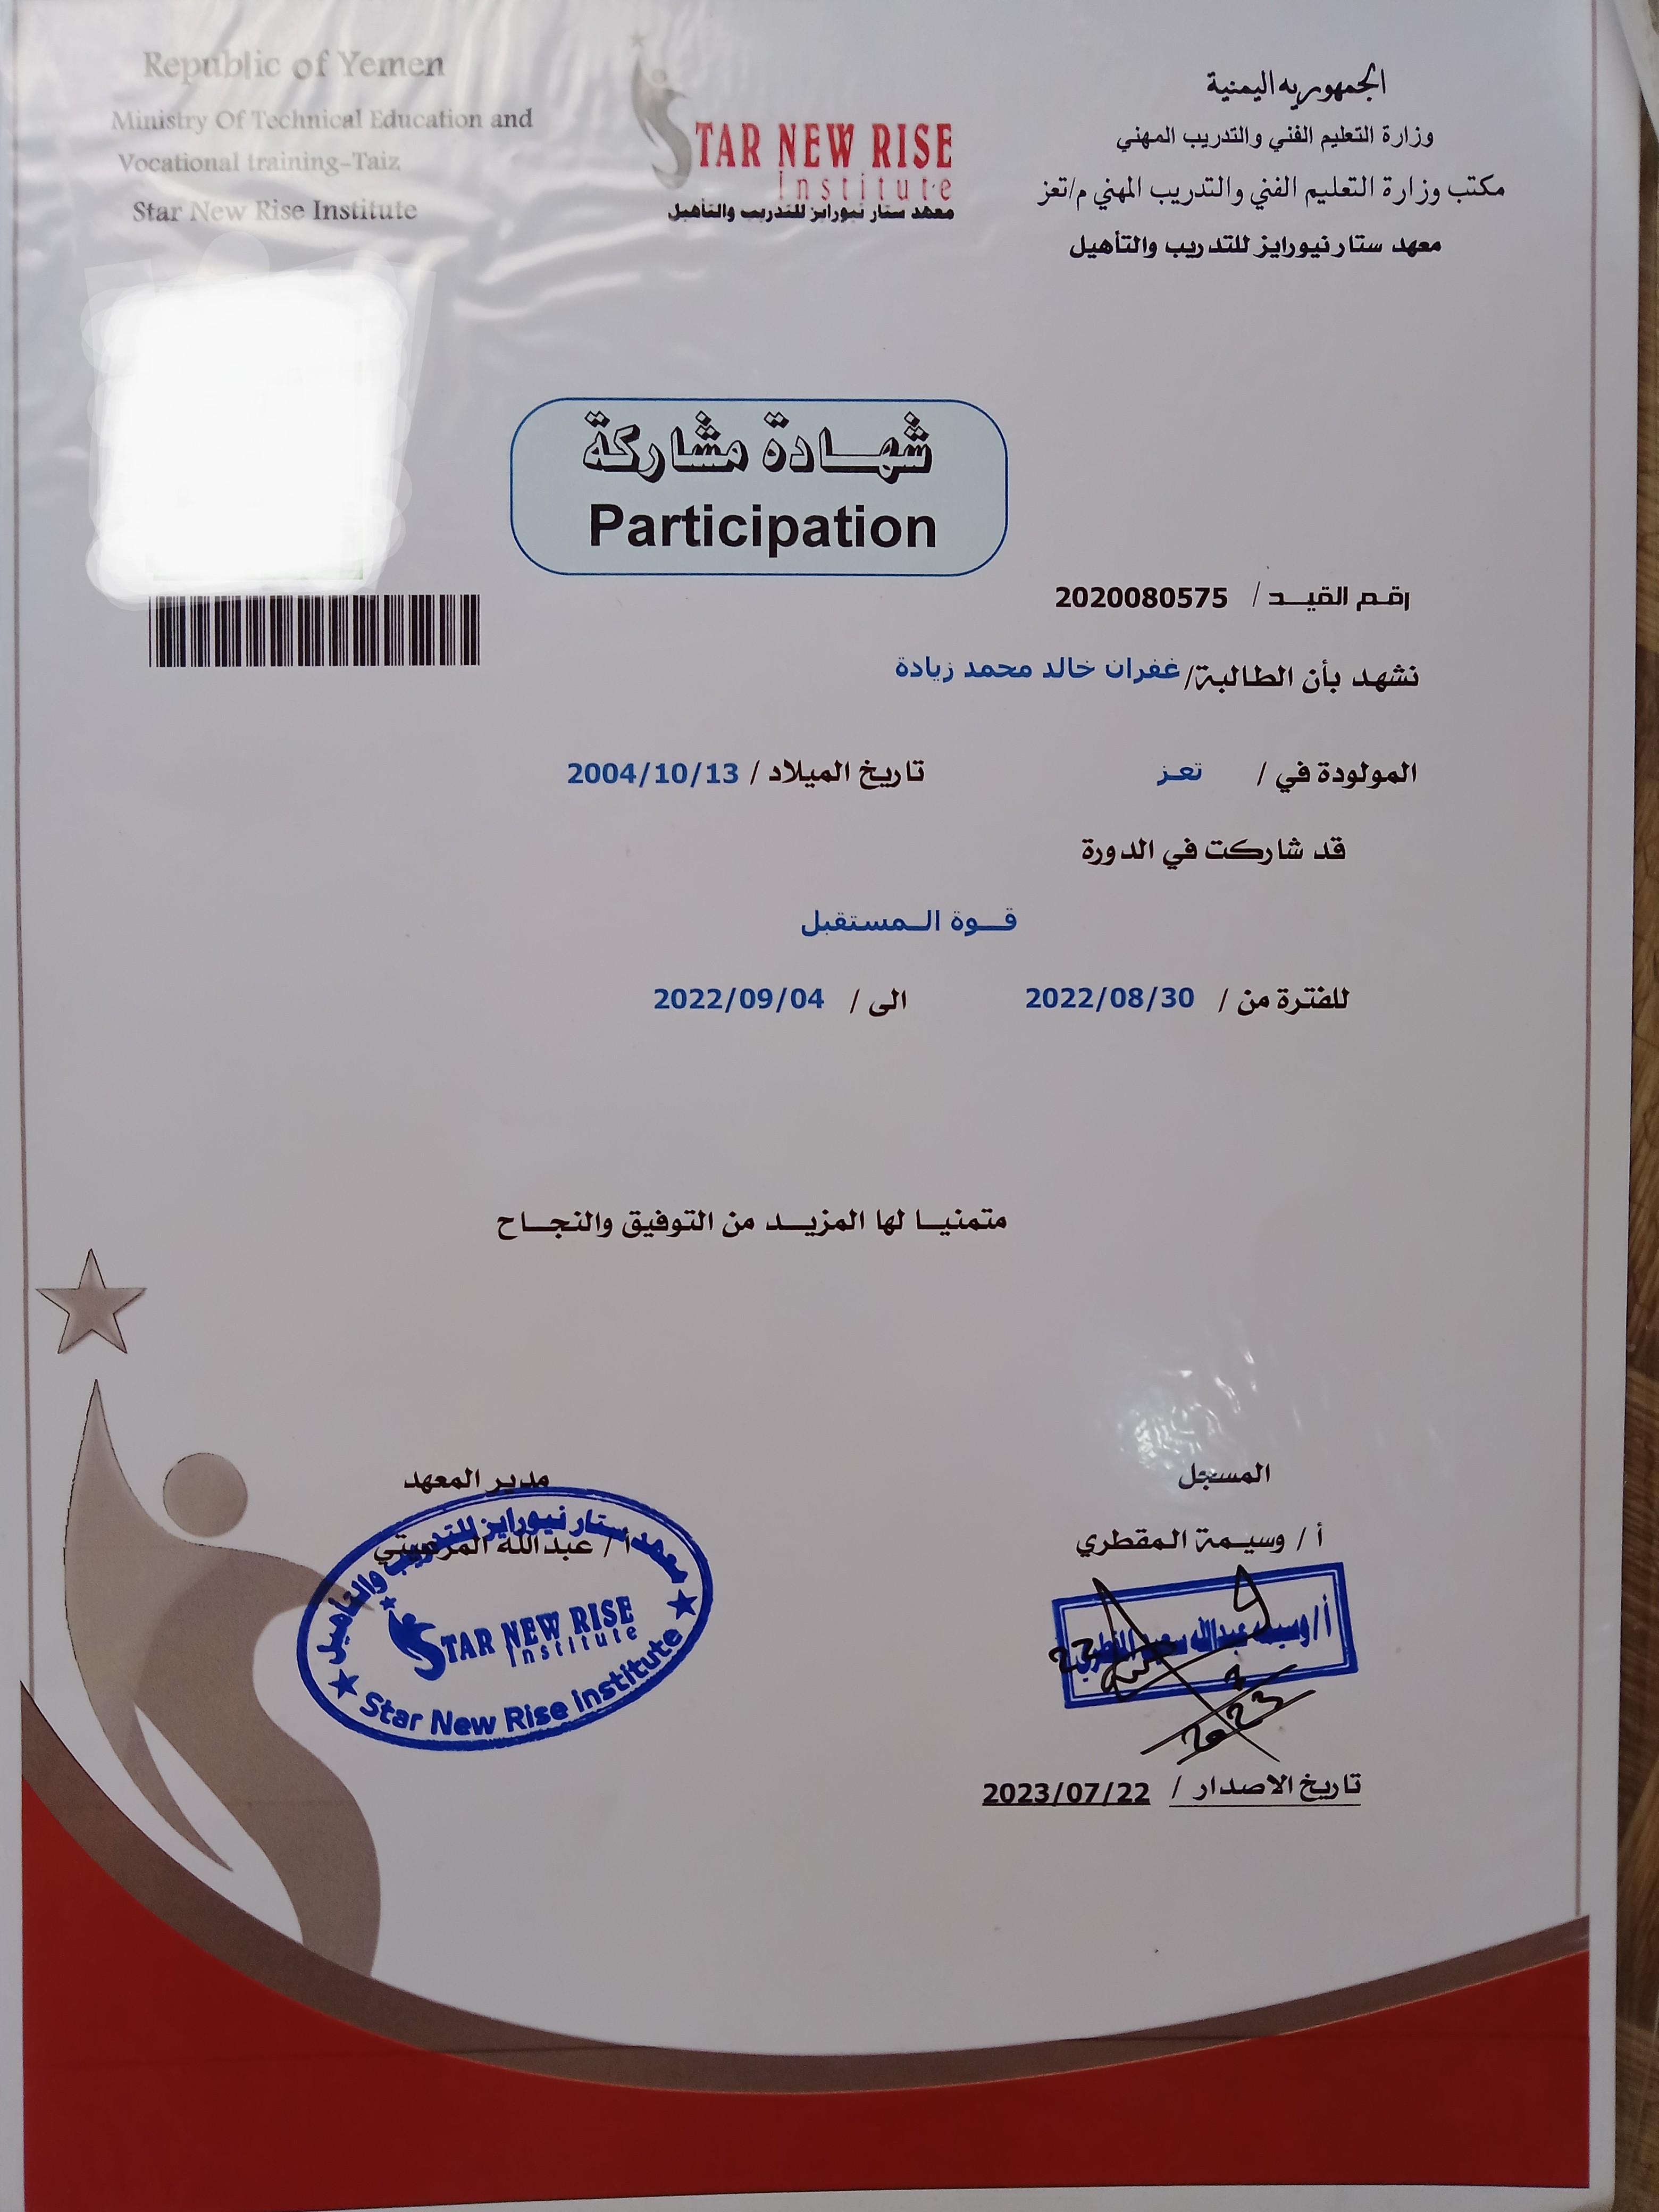 Republic of Yemen
Ministry Of Technical Education and
Vocational training-Taiz
Star New Rise Institute
STAR NEW RISE
Institute
معهد ستار نيورايز للتدريب والتأهيل
الجمهوريه اليمنية
وزارة التعليم الفني والتدريب المهني
مكتب وزارة التعليم الفني والتدريب المهني م/تعز
معهد ستار نيورايز للتدريب والتأهيل
شهادة مشاركة
Participation
رقم القيد / 2020080575
نشهد بأن الطالبة/ غفران خالد محمد زيادة
المولودة في / تعز تاريخ الميلاد / 2004/10/13
قد شاركت في الدورة
قوة المستقبل
للفترة من / 2022/08/30 الى / 2022/09/04
متمنيا لها المزيد من التوفيق والنجاح
المسجل
أ / وسيمة المقطري
أ/وسيمه عبدالله سعيد المقطري
22
2023
تاريخ الاصدار / 2023/07/22
مدير المعهد
أ / عبدالله
معهد ستار نيورايز للتدريب والتأهيل
STAR NEW RISE
Institute
Star New Rise institute